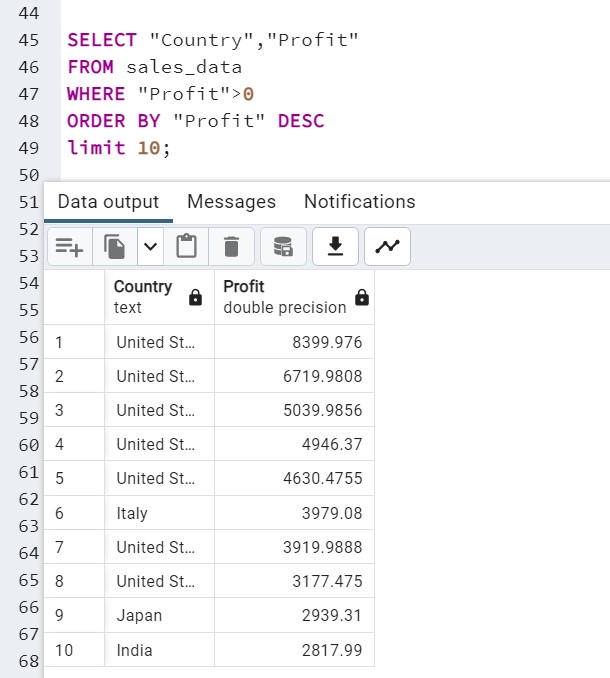 44
45 SELECT "Country","Profit"
46 FROM sales_data
47 WHERE "Profit">0
48 ORDER BY "Profit" DESC
49 limit 10;
50
51 Data output Messages Notifications
52
53
54 Country Profit
55 text double precision
56 1 United St... 8399.976
57 2 United St... 6719.9808
58 3 United St... 5039.9856
59 4 United St... 4946.37
60 5 United St... 4630.4755
61 6 Italy 3979.08
62 7 United St... 3919.9888
63 8 United St... 3177.475
64 9 Japan 2939.31
65 10 India 2817.99
66
67
68